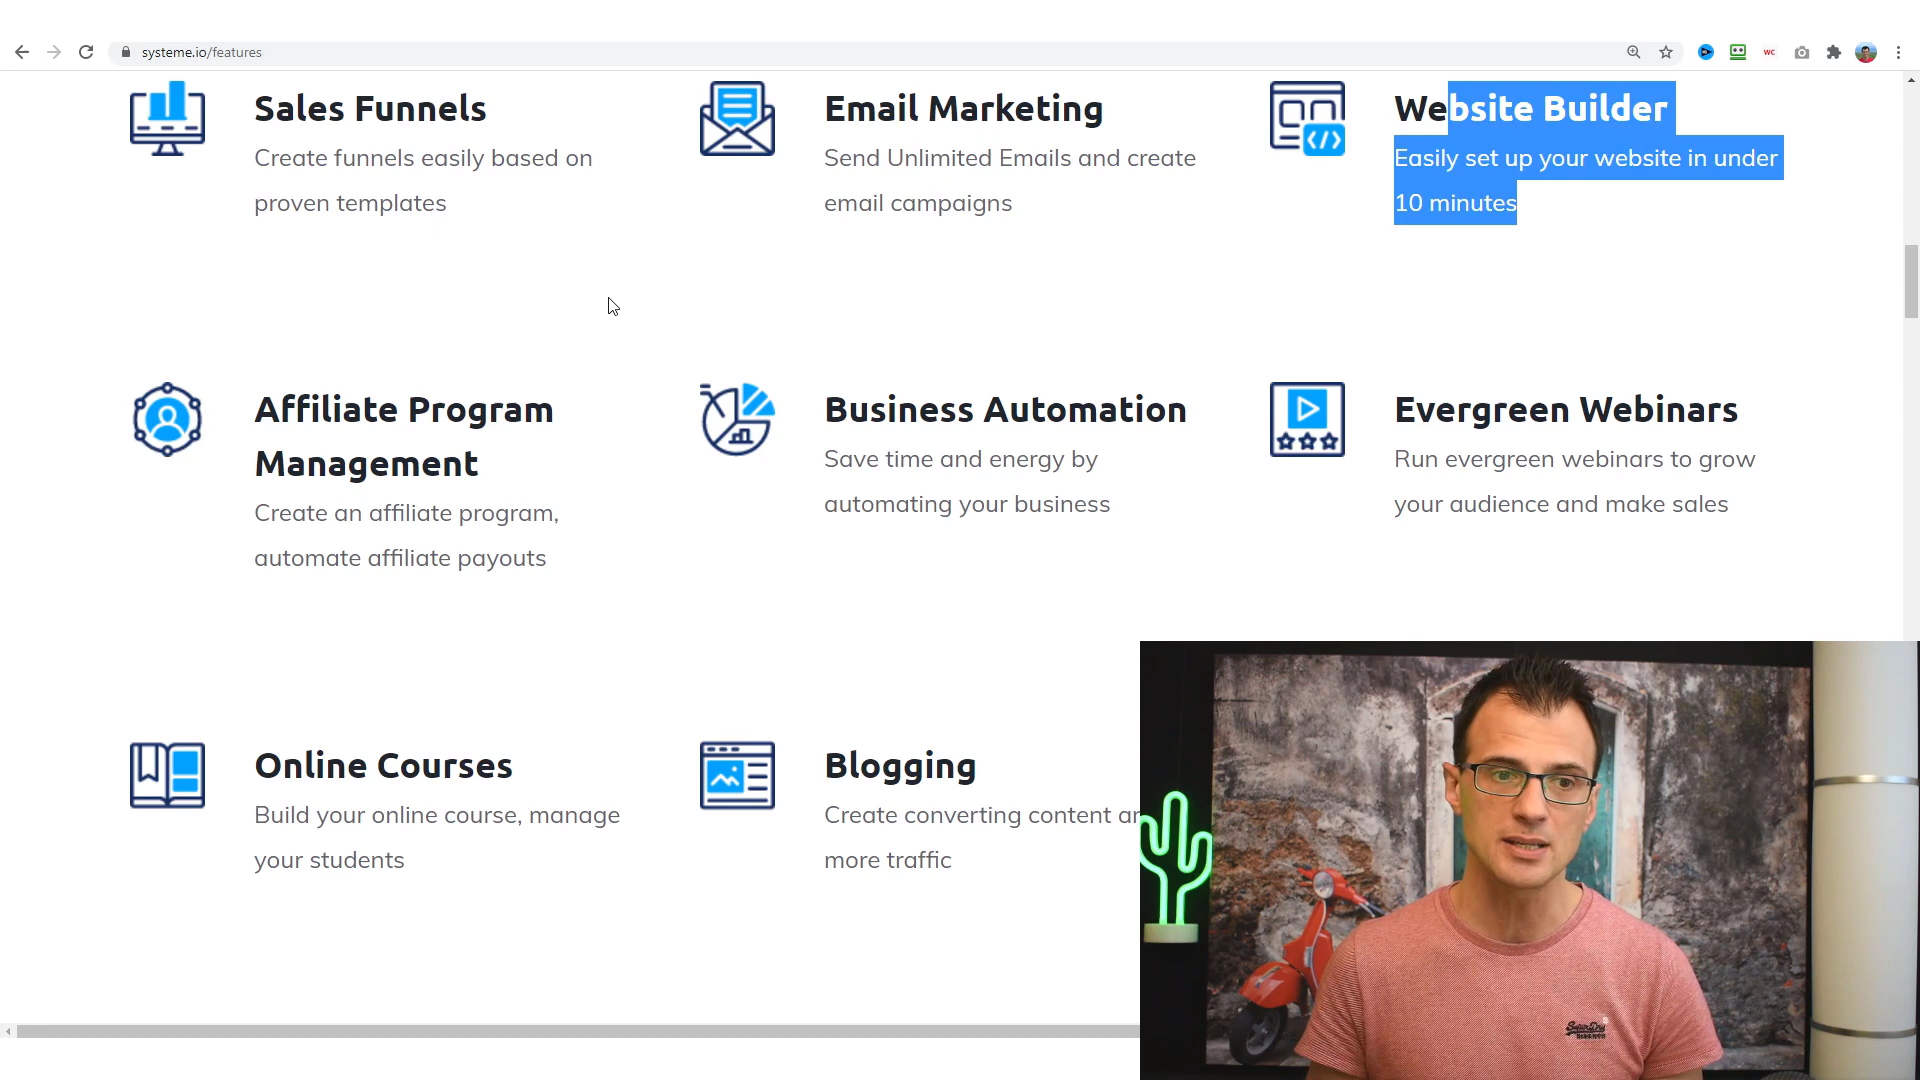 systeme.io/features
WC
Sales Funnels
Create funnels easily based on
proven templates
Email Marketing
Send Unlimited Emails and create
email campaigns
Website Builder
Easily set up your website in under
10 minutes
Affiliate Program
Management
Create an affiliate program,
automate affiliate payouts
Business Automation
Save time and energy by
automating your business
Evergreen Webinars
Run evergreen webinars to grow
your audience and make sales
Online Courses
Build your online course, manage
your students
Blogging
Create converting content
more traffic